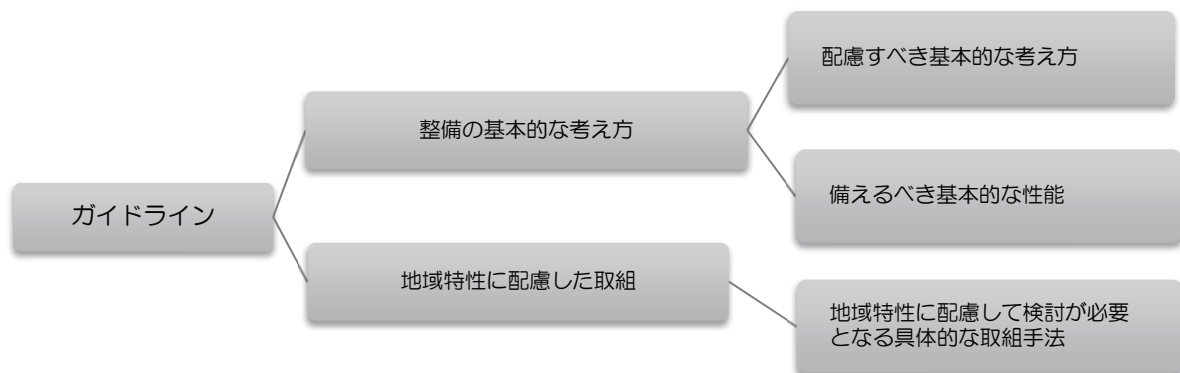 ガイドライン
整備の基本的な考え方
配慮すべき基本的な考え方
備えるべき基本的な性能
地域特性に配慮した取組
地域特性に配慮して検討が必要
となる具体的な取組手法